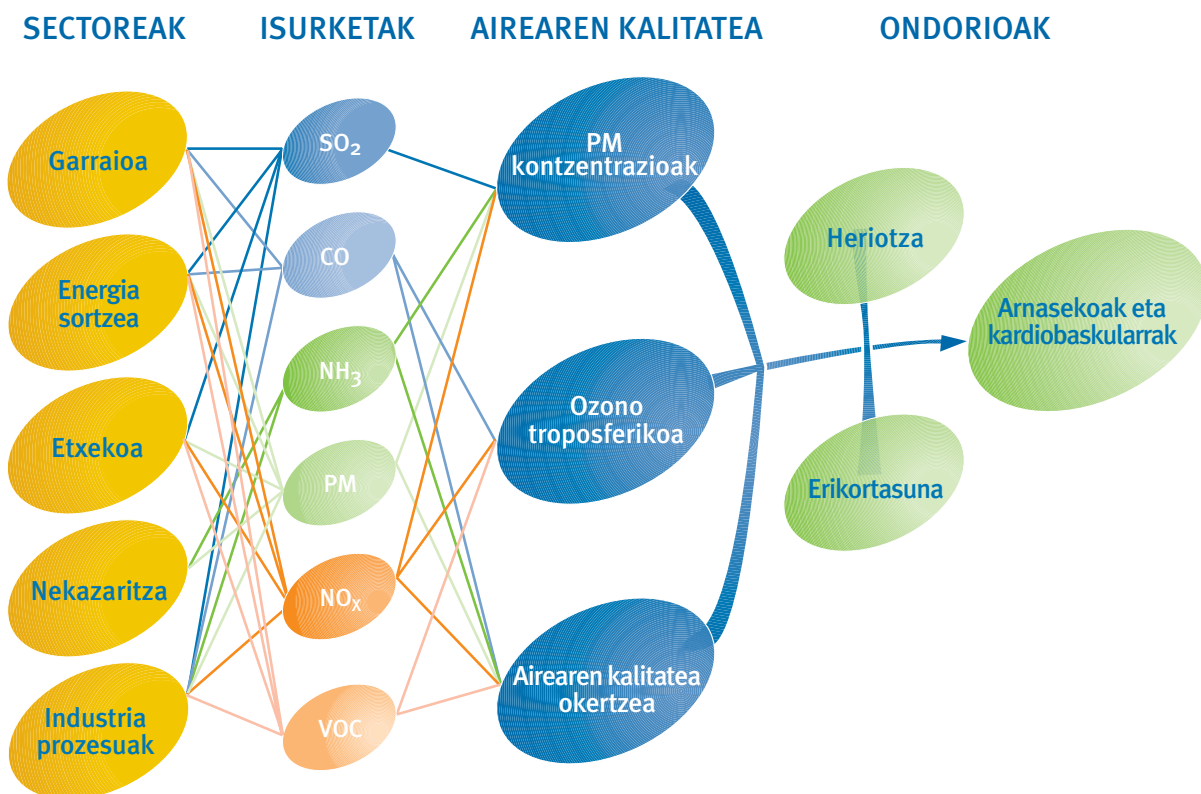 SECTOREAK
ISURKETAK
AIREAREN KALITATEA
ONDORIOAK
Garraioa
Energia
sortzea
Etxekoa
Nekazaritza
Industria
prozesuak
SO₂
CO
NH₃
PM
NOₓ
VOC
PM
kontzentrazioak
Ozono
troposferikoa
Airearen kalitatea
okertzea
Heriotza
Erikortasuna
Arnasekoak eta
kardiobaskularrak